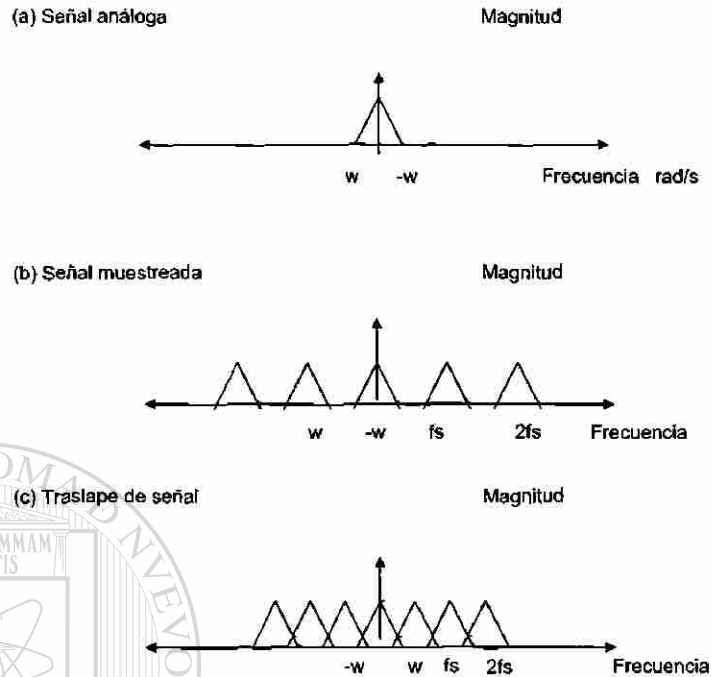 (a) Señal análoga Magnitud
w -w Frecuencia rad/s
(b) Señal muestreada Magnitud
w -w fs 2fs Frecuencia
(c) Traslape de señal Magnitud
-w w fs 2fs Frecuencia